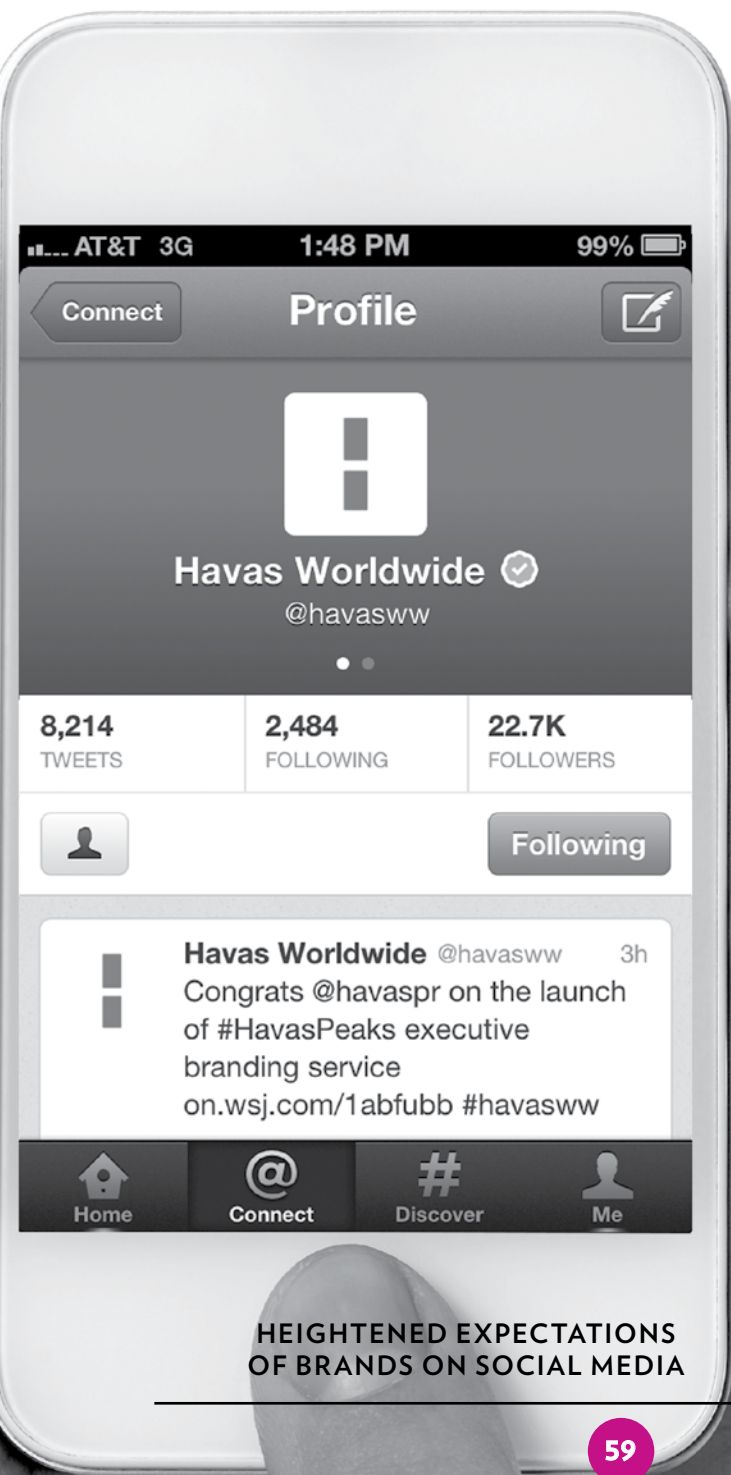 AT&T 3G 1:48 PM 99%
Connect Profile
Havas Worldwide
@havasww
8,214 2,484 22.7K
TWEETS FOLLOWING FOLLOWERS
Following
Havas Worldwide @havasww 3h
Congrats @havaspr on the launch
of #HavasPeaks executive
branding service
on.wsj.com/1abfubb #havasww
@ #
Home Connect Discover Me
HEIGHTENED EXPECTATIONS
OF BRANDS ON SOCIAL MEDIA
59